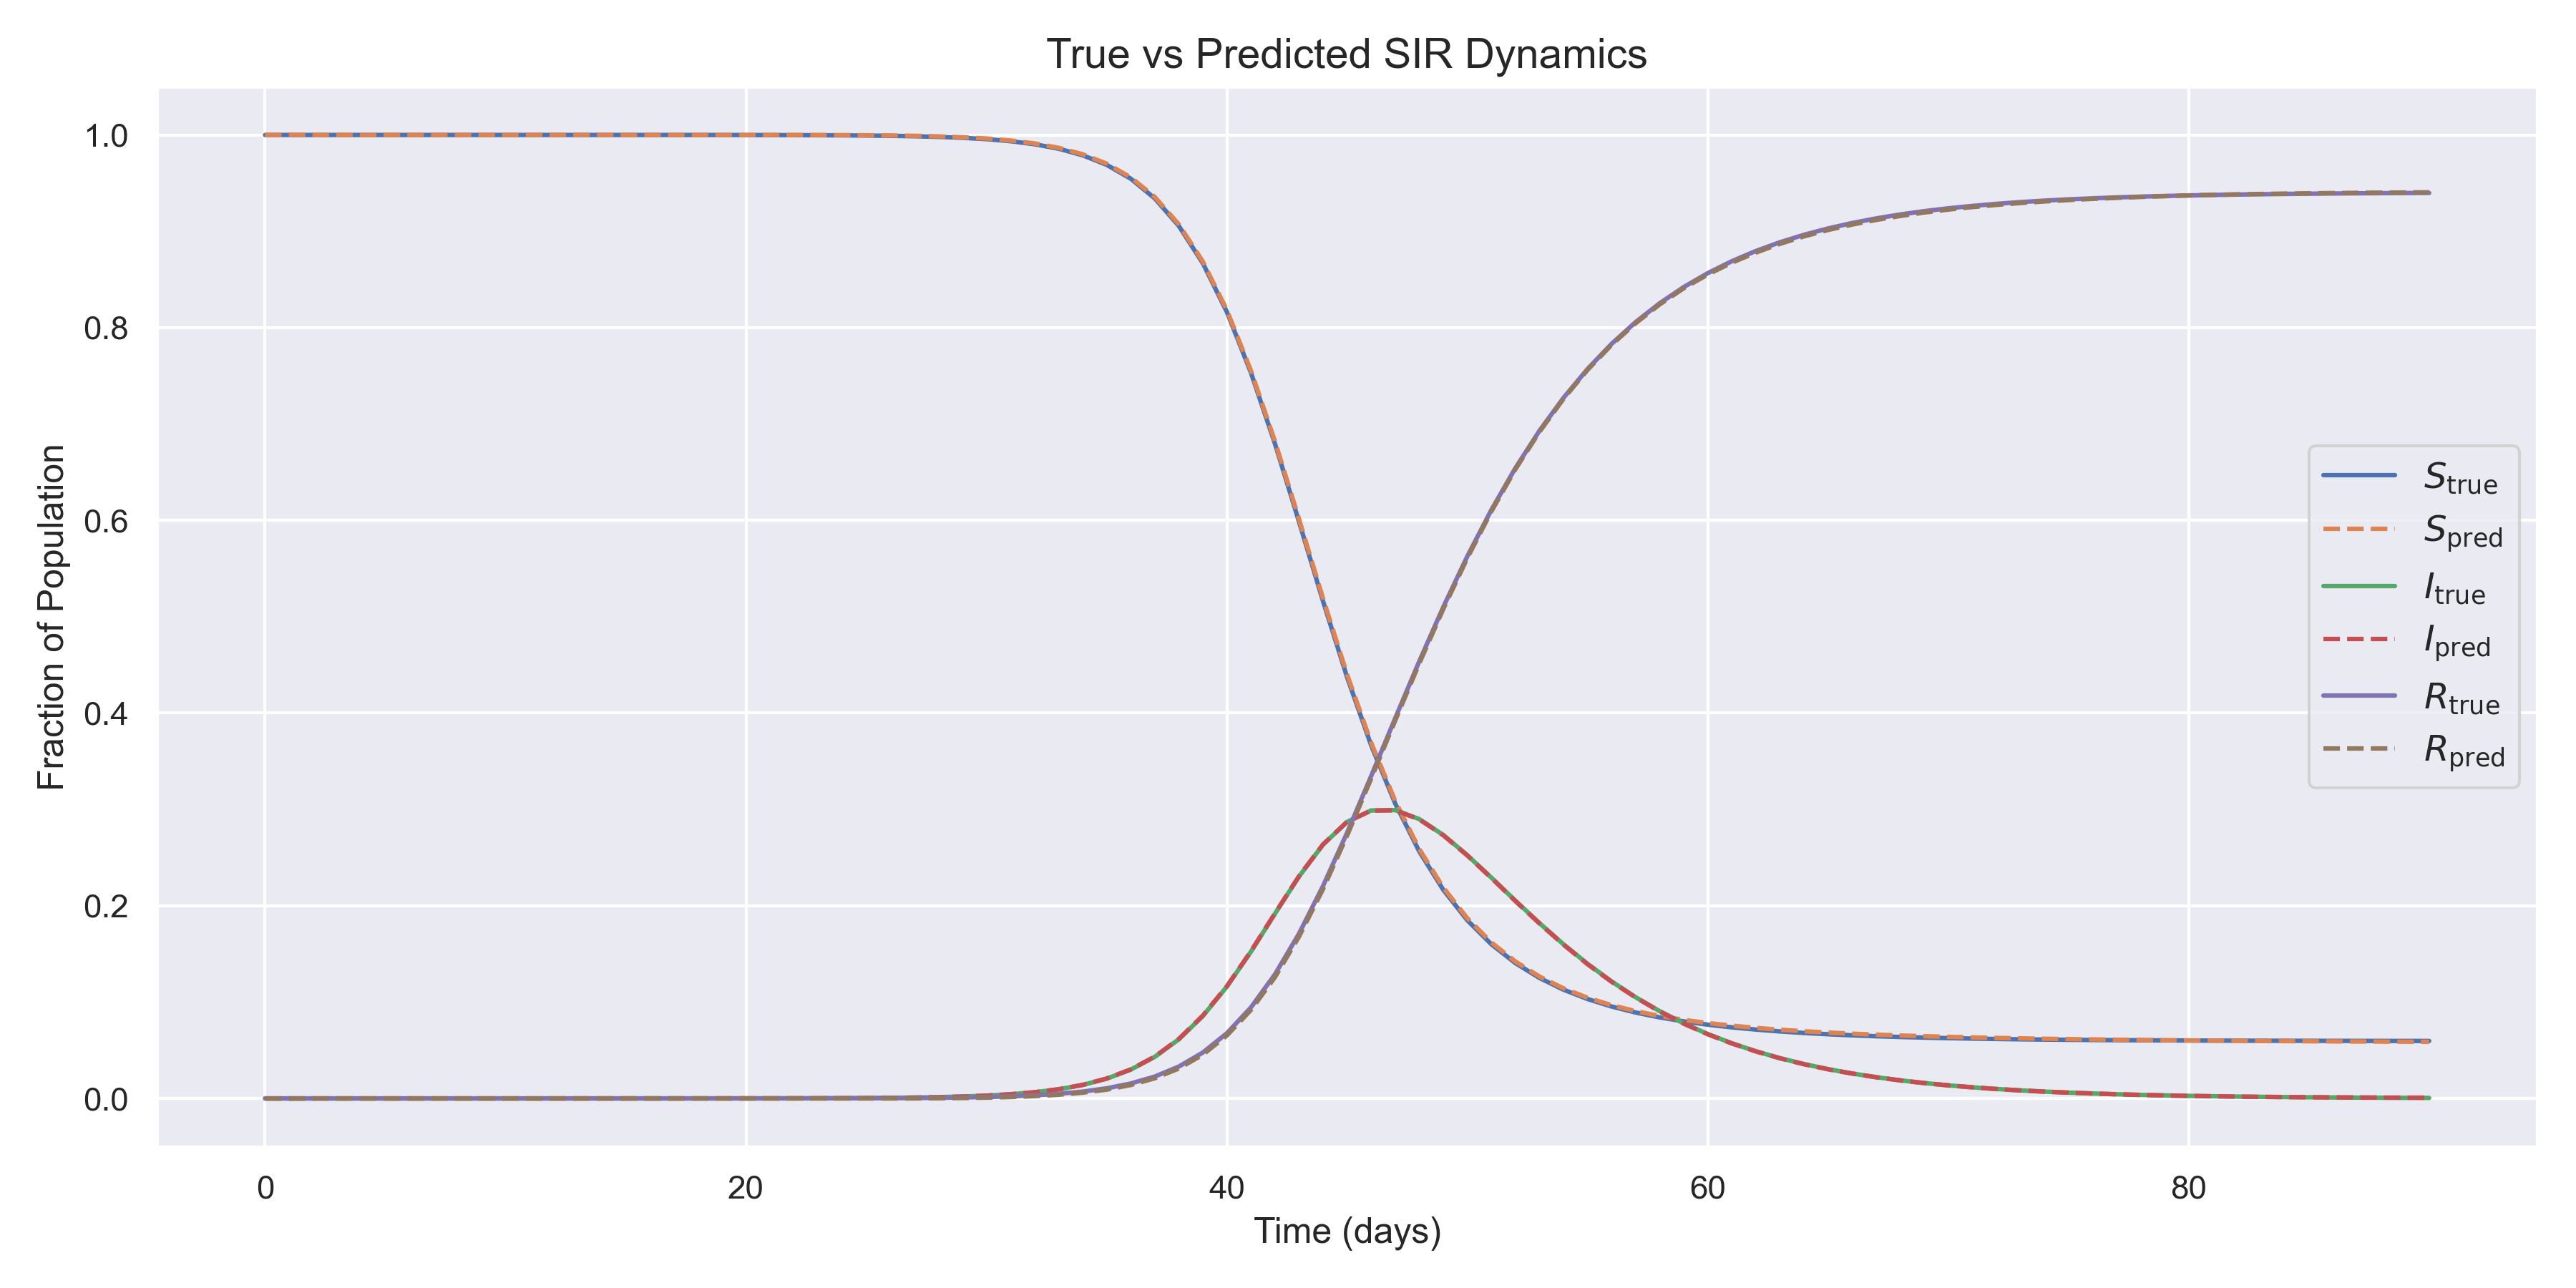 True vs Predicted SIR Dynamics
Fraction of Population
1.0
0.8
0.6
0.4
0.2
0.0
S_true
S_pred
I_true
I_pred
R_true
R_pred
0 20 40 60 80
Time (days)